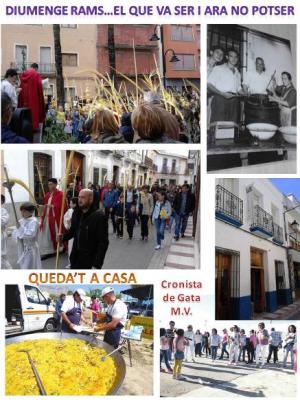 DIUMENGE RAMS...EL QUE VA SER I ARA NO POTSER
QUEDA'T A CASA
Cronista
de Gata
M.V.